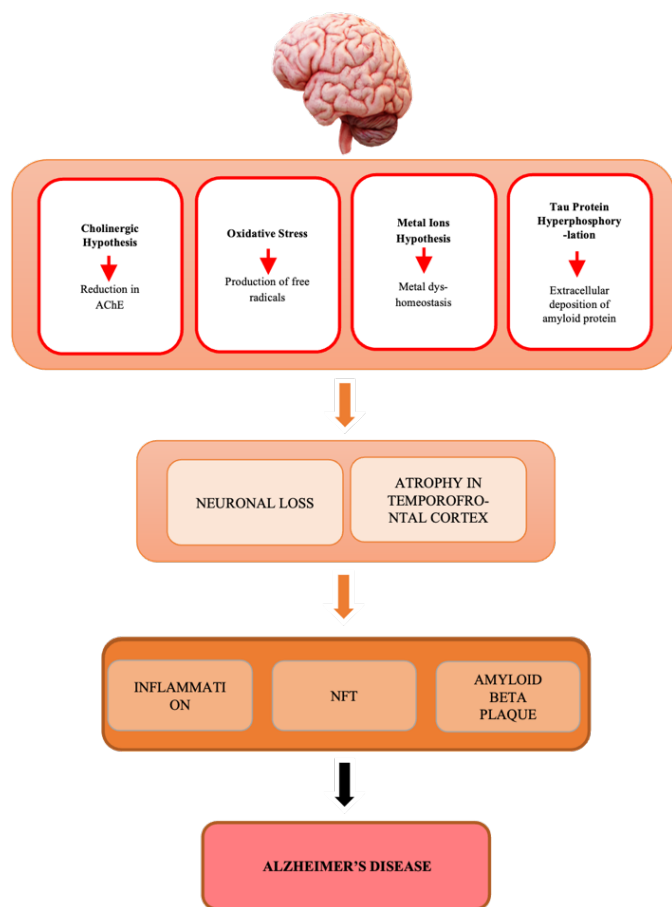 Cholinergic
Hypothesis
Reduction in
AChE
Oxidative Stress
Production of free
radicals
Metal Ions
Hypothesis
Metal dys-
homeostasis
Tau Protein
Hyperphosphory
-lation
Extracellular
deposition of
amyloid protein
NEURONAL LOSS
ATROPHY IN
TEMPOROFRO-
NTAL CORTEX
INFLAMMATI
ON
NFT
AMYLOID
BETA
PLAQUE
ALZHEIMER’S DISEASE